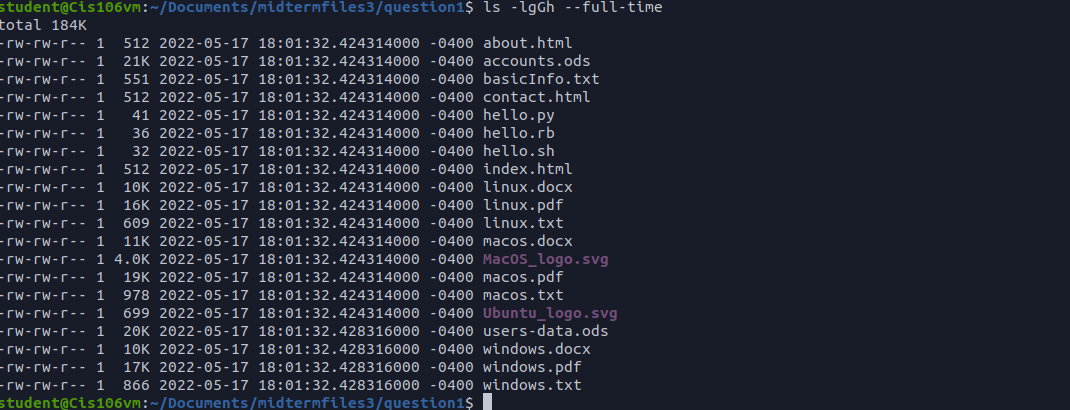 student@Cis106vm:~/Documents/midtermfiles3/question1$ ls -lgGh --full-time
total 184K
-rw-rw-r-- 1  512 2022-05-17 18:01:32.424314000 -0400 about.html
-rw-rw-r-- 1  21K 2022-05-17 18:01:32.424314000 -0400 accounts.ods
-rw-rw-r-- 1  551 2022-05-17 18:01:32.424314000 -0400 basicInfo.txt
-rw-rw-r-- 1  512 2022-05-17 18:01:32.424314000 -0400 contact.html
-rw-rw-r-- 1   41 2022-05-17 18:01:32.424314000 -0400 hello.py
-rw-rw-r-- 1   36 2022-05-17 18:01:32.424314000 -0400 hello.rb
-rw-rw-r-- 1   32 2022-05-17 18:01:32.424314000 -0400 hello.sh
-rw-rw-r-- 1  512 2022-05-17 18:01:32.424314000 -0400 index.html
-rw-rw-r-- 1  10K 2022-05-17 18:01:32.424314000 -0400 linux.docx
-rw-rw-r-- 1  16K 2022-05-17 18:01:32.424314000 -0400 linux.pdf
-rw-rw-r-- 1  609 2022-05-17 18:01:32.424314000 -0400 linux.txt
-rw-rw-r-- 1  11K 2022-05-17 18:01:32.424314000 -0400 macos.docx
-rw-rw-r-- 1 4.0K 2022-05-17 18:01:32.424314000 -0400 MacOS_logo.svg
-rw-rw-r-- 1  19K 2022-05-17 18:01:32.424314000 -0400 macos.pdf
-rw-rw-r-- 1  978 2022-05-17 18:01:32.424314000 -0400 macos.txt
-rw-rw-r-- 1  699 2022-05-17 18:01:32.424314000 -0400 Ubuntu_logo.svg
-rw-rw-r-- 1  20K 2022-05-17 18:01:32.428316000 -0400 users-data.ods
-rw-rw-r-- 1  10K 2022-05-17 18:01:32.428316000 -0400 windows.docx
-rw-rw-r-- 1  17K 2022-05-17 18:01:32.428316000 -0400 windows.pdf
-rw-rw-r-- 1  866 2022-05-17 18:01:32.428316000 -0400 windows.txt
student@Cis106vm:~/Documents/midtermfiles3/question1$